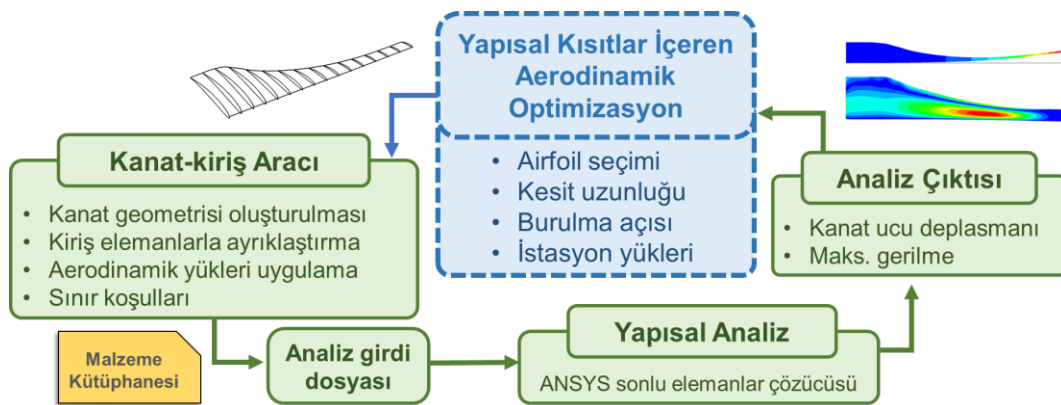 Yapısal Kısıtlar İçeren
Aerodinamik
Optimizasyon
• Airfoil seçimi
• Kesit uzunluğu
• Burulma açısı
• İstasyon yükleri
Kanat-kiriş Aracı
• Kanat geometrisi oluşturulması
• Kiriş elemanlarla ayrıklaştırma
• Aerodinamik yükleri uygulama
• Sınır koşulları
Malzeme
Kütüphanesi
Analiz girdi
dosyası
Yapısal Analiz
ANSYS sonlu elemanlar çözücüsü
Analiz Çıktısı
• Kanat ucu deplasmanı
• Maks. gerilme